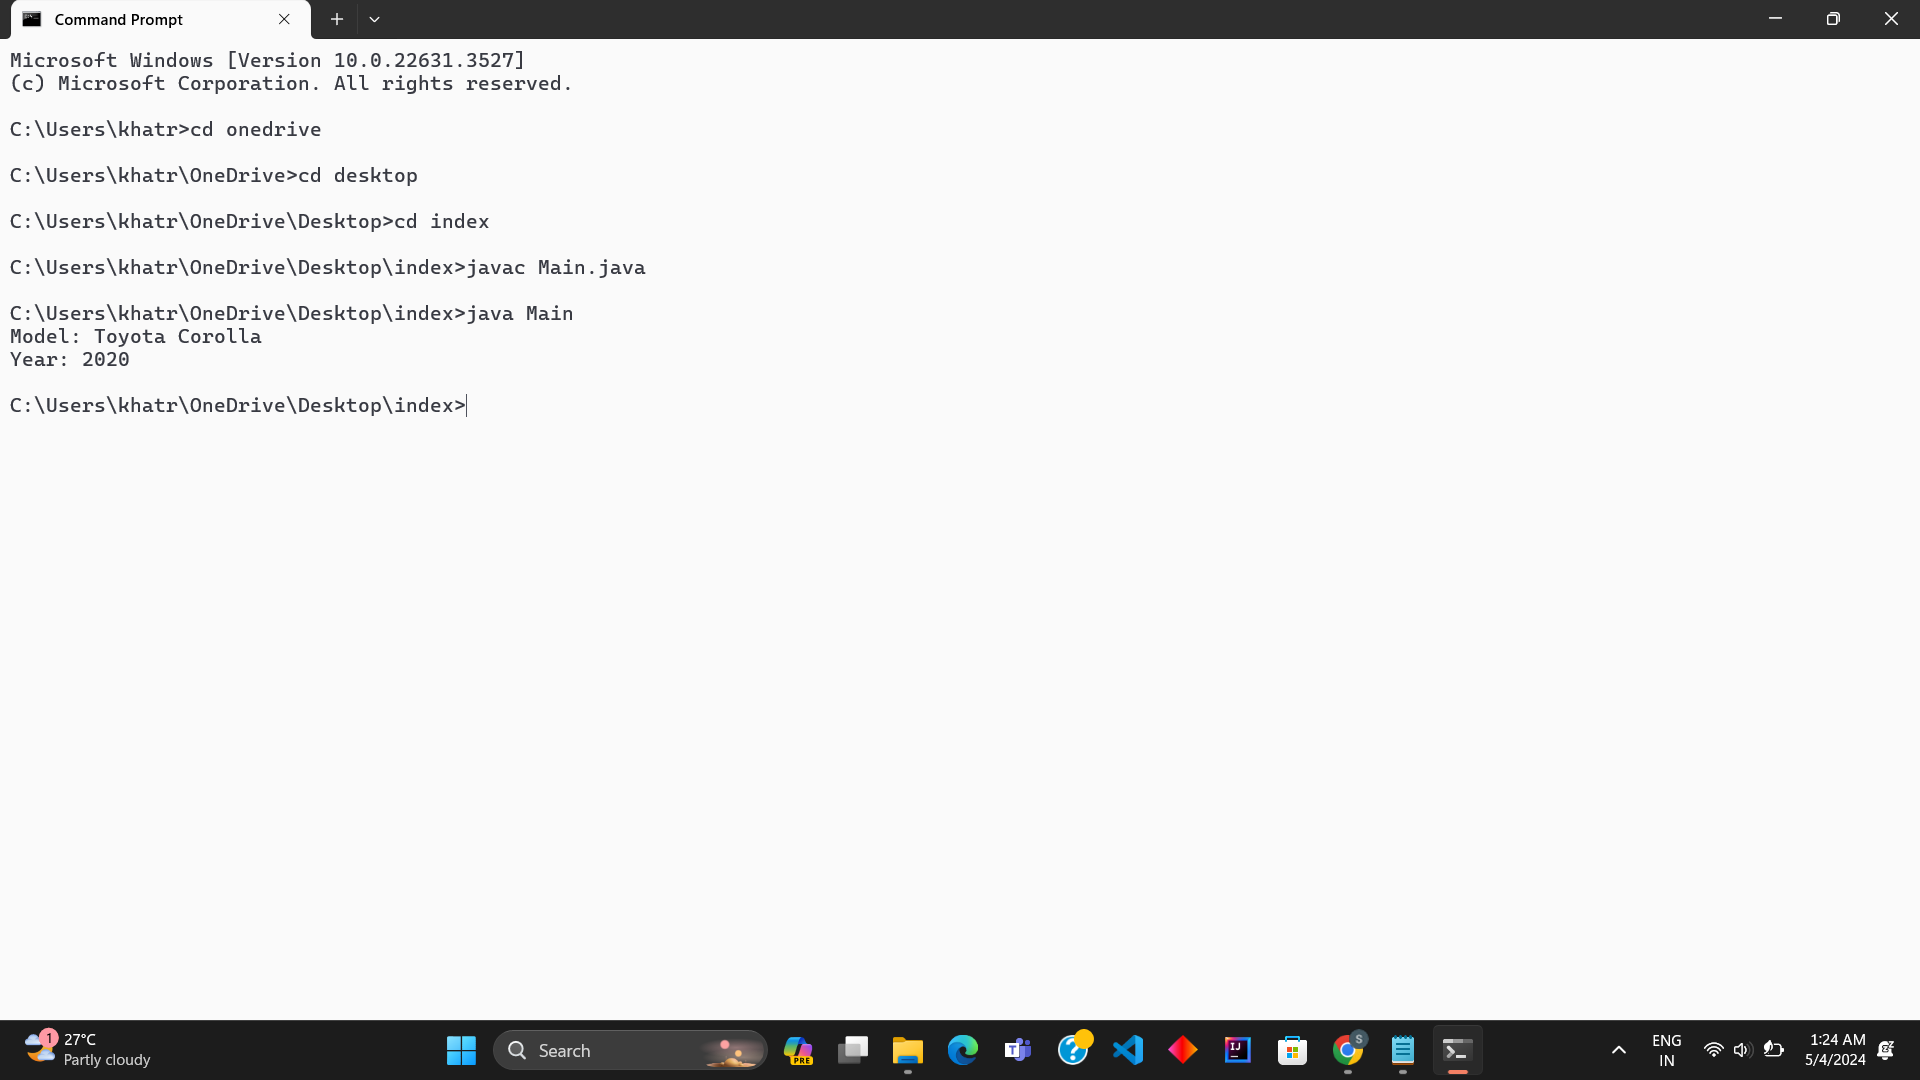 Command Prompt
Microsoft Windows [Version 10.0.22631.3527]
(c) Microsoft Corporation. All rights reserved.
C:\Users\khatr>cd onedrive
C:\Users\khatr\OneDrive>cd desktop
C:\Users\khatr\OneDrive\Desktop>cd index
C:\Users\khatr\OneDrive\Desktop\index>javac Main.java
C:\Users\khatr\OneDrive\Desktop\index>java Main
Model: Toyota Corolla
Year: 2020
C:\Users\khatr\OneDrive\Desktop\index>
1
27°C
Partly cloudy
Search
PRE
T
?
IJ
S
ENG
IN
1:24 AM
5/4/2024